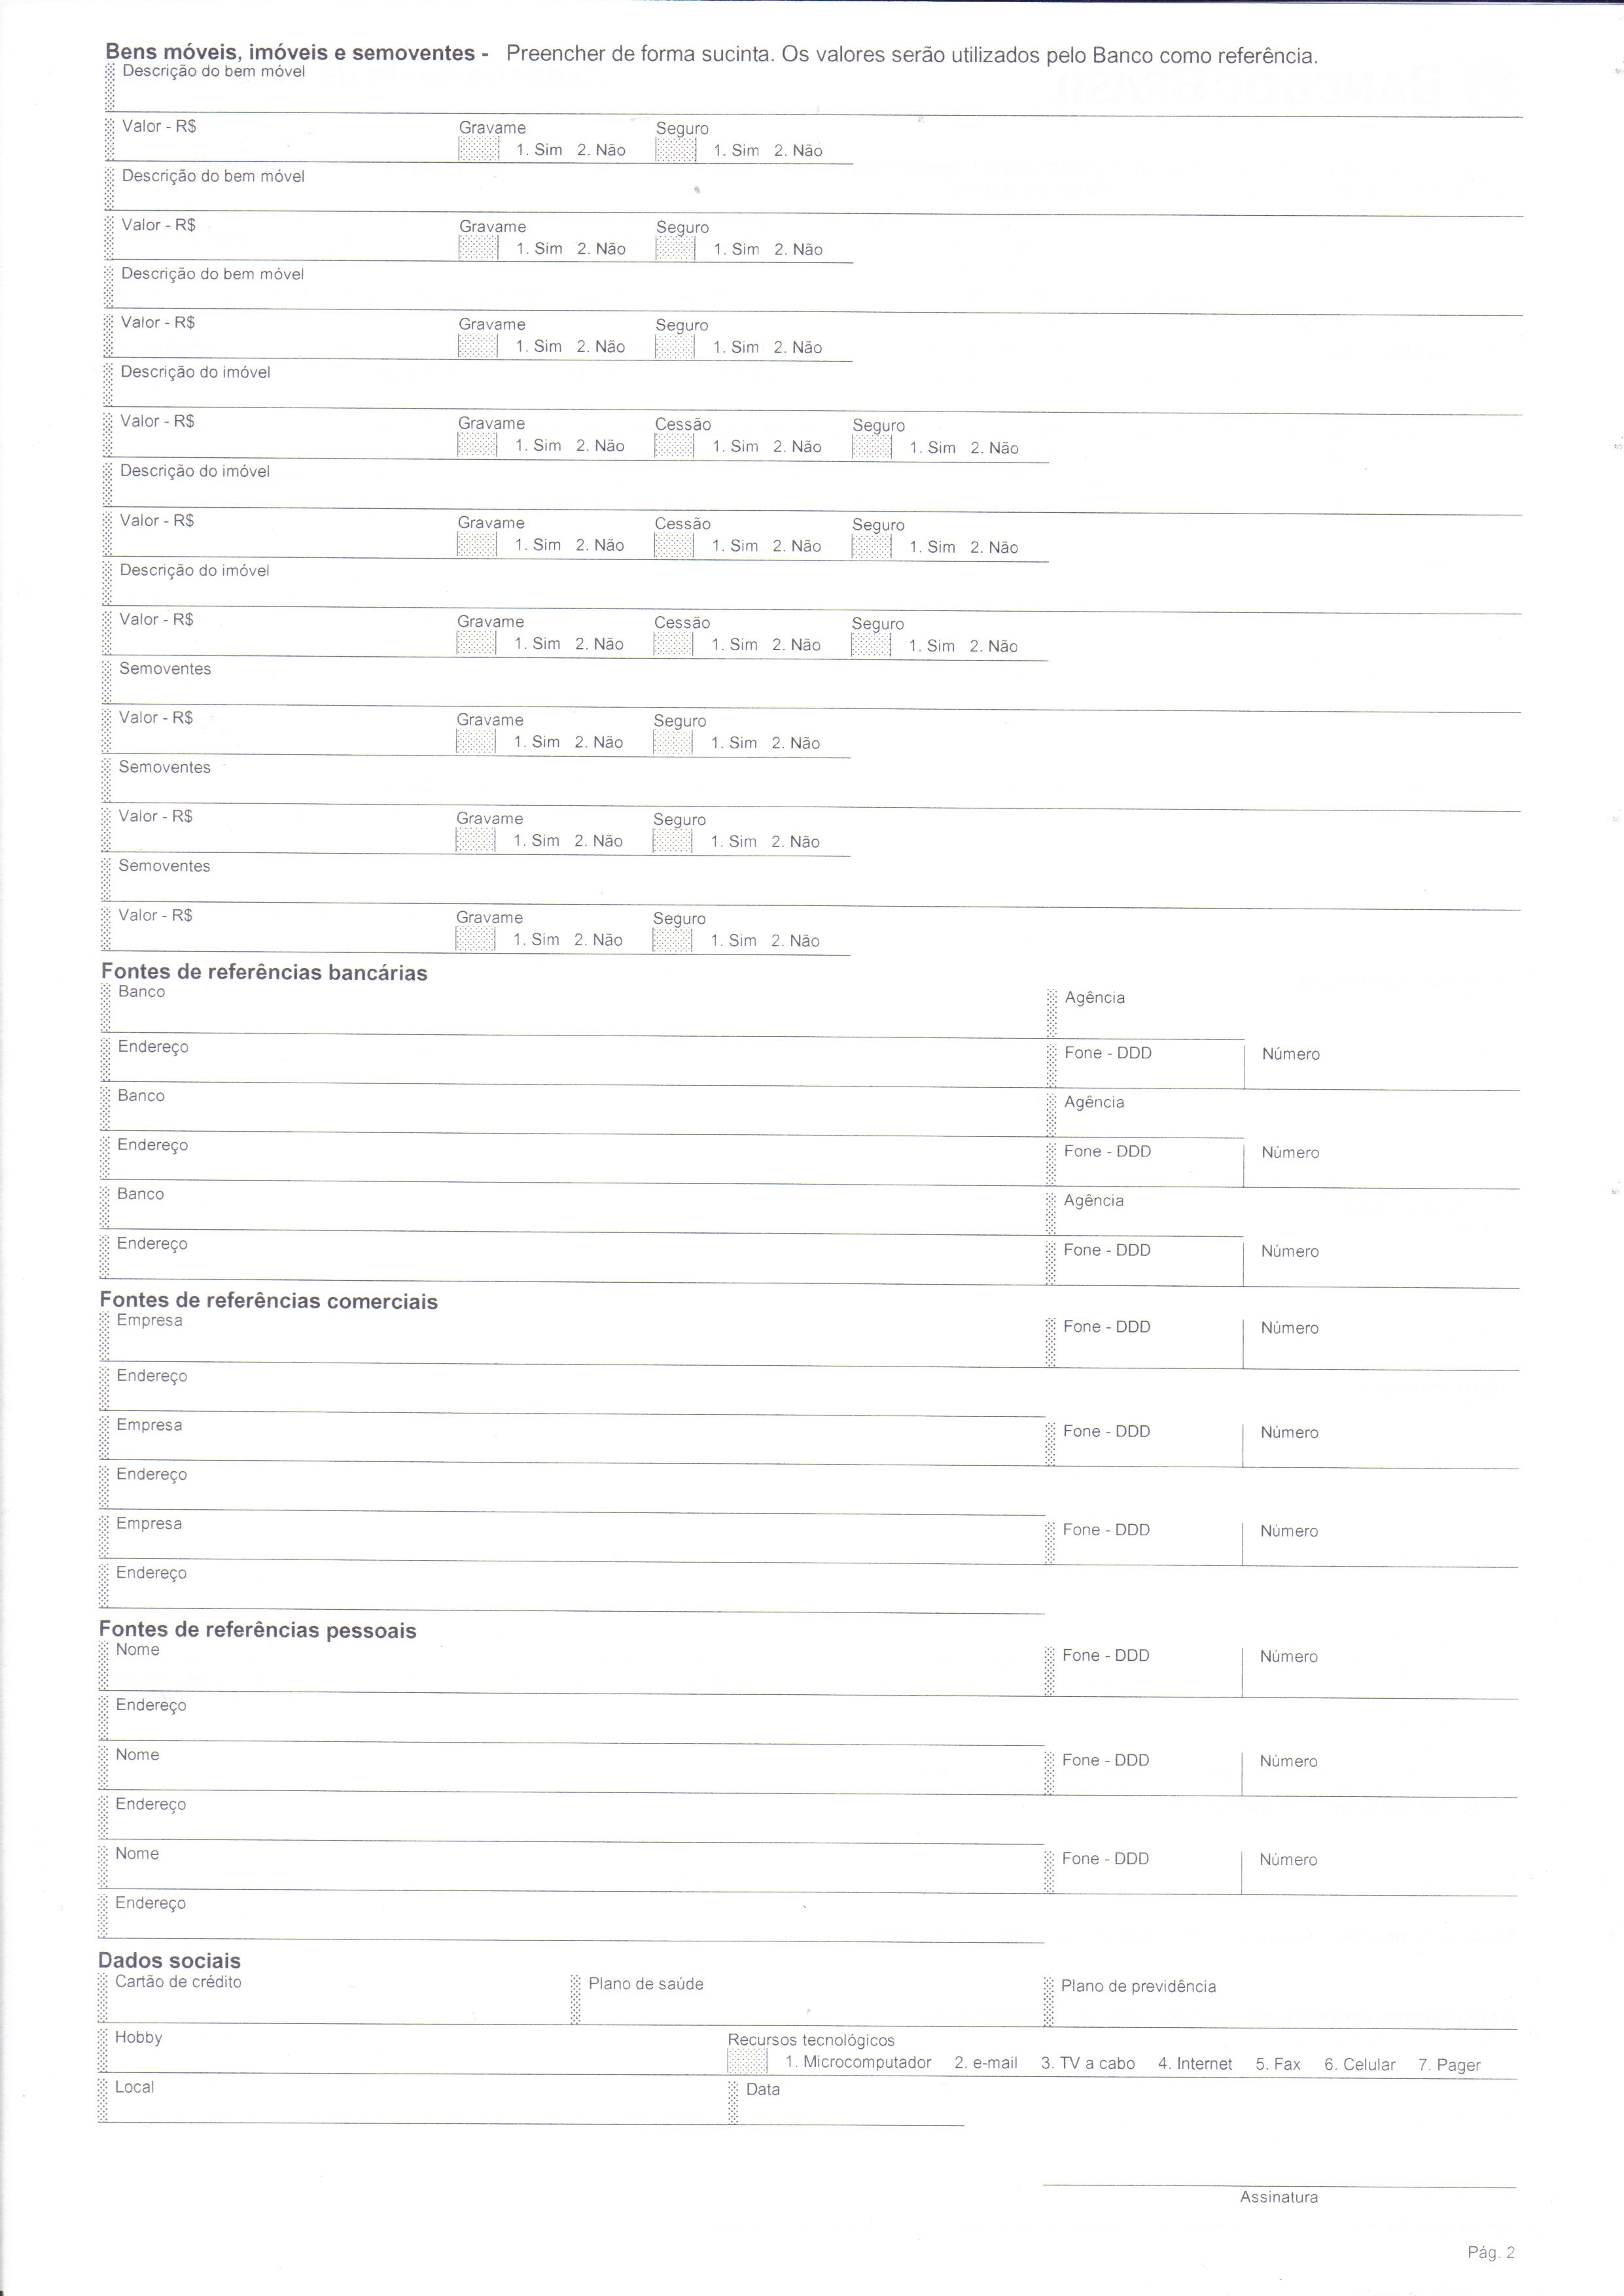 Bens móveis, imóveis e semoventes - Preencher de forma sucinta. Os valores serão utilizados pelo Banco como referência.
Descrição do bem móvel
Valor - R$ Gravame Seguro
1. Sim 2. Não 1. Sim 2. Não
Descrição do bem móvel
Valor - R$ Gravame Seguro
1. Sim 2. Não 1. Sim 2. Não
Descrição do bem móvel
Valor - R$ Gravame Seguro
1. Sim 2. Não 1. Sim 2. Não
Descrição do imóvel
Valor - R$ Gravame Cessão Seguro
1. Sim 2. Não 1. Sim 2. Não 1. Sim 2. Não
Descrição do imóvel
Valor - R$ Gravame Cessão Seguro
1. Sim 2. Não 1. Sim 2. Não 1. Sim 2. Não
Descrição do imóvel
Valor - R$ Gravame Cessão Seguro
1. Sim 2. Não 1. Sim 2. Não 1. Sim 2. Não
Semoventes
Valor - R$ Gravame Seguro
1. Sim 2. Não 1. Sim 2. Não
Semoventes
Valor - R$ Gravame Seguro
1. Sim 2. Não 1. Sim 2. Não
Semoventes
Valor - R$ Gravame Seguro
1. Sim 2. Não 1. Sim 2. Não
Fontes de referências bancárias
Banco Agência
Endereço Fone - DDD Número
Banco Agência
Endereço Fone - DDD Número
Banco Agência
Endereço Fone - DDD Número
Fontes de referências comerciais
Empresa Fone - DDD Número
Endereço
Empresa Fone - DDD Número
Endereço
Empresa Fone - DDD Número
Endereço
Fontes de referências pessoais
Nome Fone - DDD Número
Endereço
Nome Fone - DDD Número
Endereço
Nome Fone - DDD Número
Endereço
Dados sociais
Cartão de crédito Plano de saúde Plano de previdência
Hobby Recursos tecnológicos
1. Microcomputador 2. e-mail 3. TV a cabo 4. Internet 5. Fax 6. Celular 7. Pager
Local Data
Assinatura
Pág. 2